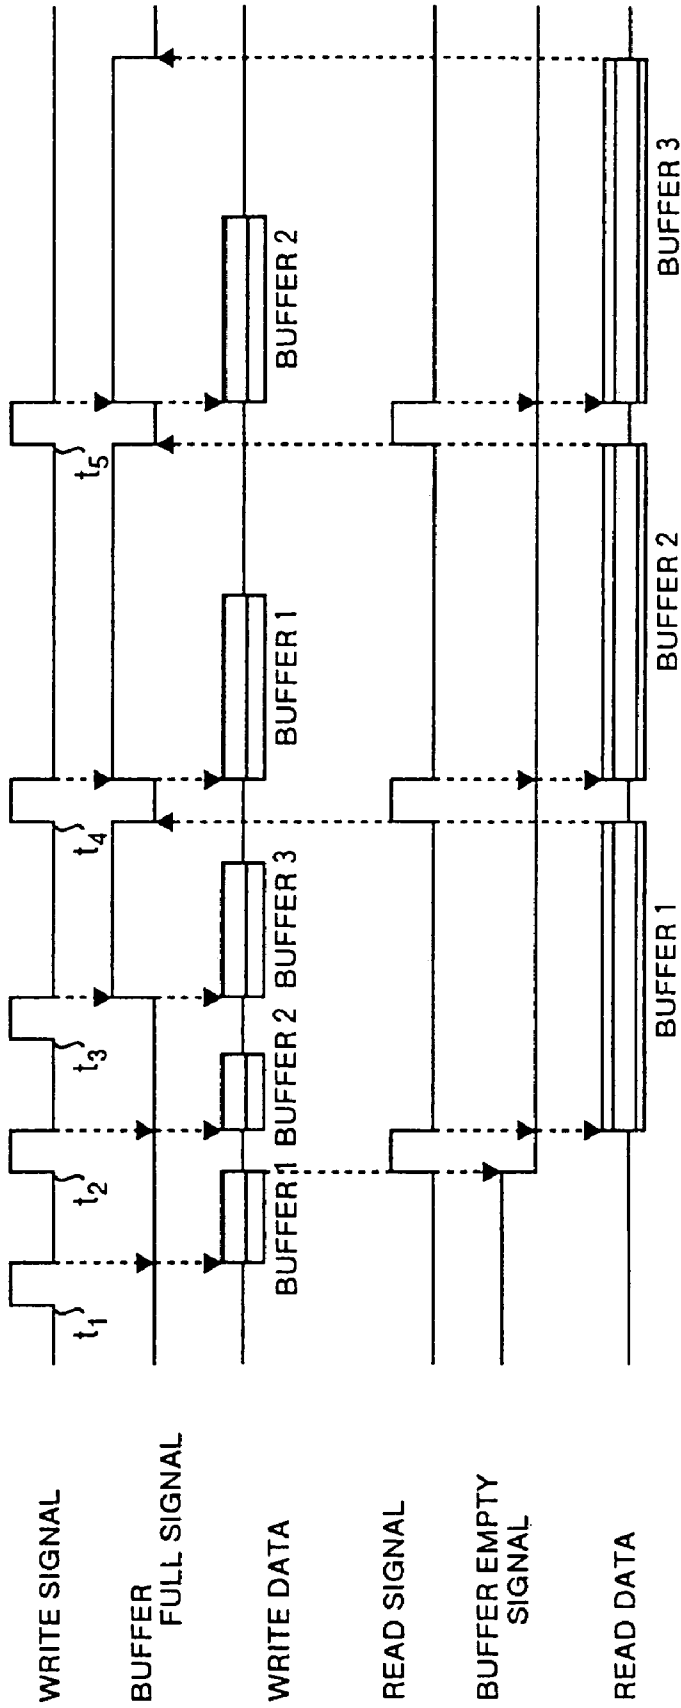 WRITE SIGNAL
t1
t2
t3
t4
t5
BUFFER
FULL SIGNAL
WRITE DATA
BUFFER 1
BUFFER 2
BUFFER 3
BUFFER 1
BUFFER 2
READ SIGNAL
BUFFER EMPTY
SIGNAL
READ DATA
BUFFER 1
BUFFER 2
BUFFER 3